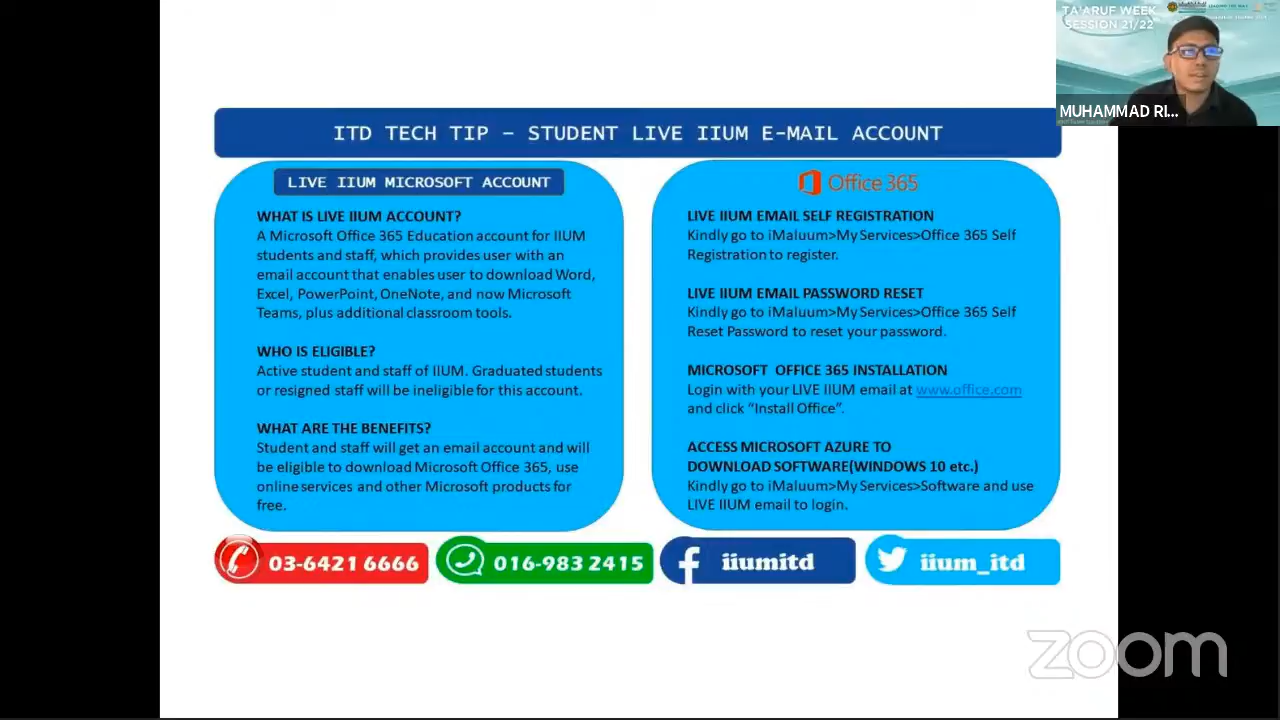 TA'ARUF WEEK
SESSION 21/22
MUHAMMAD RI...
ITD TECH TIP – STUDENT LIVE IIUM E-MAIL ACCOUNT
LIVE IIUM MICROSOFT ACCOUNT
WHAT IS LIVE IIUM ACCOUNT?
A Microsoft Office 365 Education account for IIUM
students and staff, which provides user with an
email account that enables user to download Word,
Excel, PowerPoint, OneNote, and now Microsoft
Teams, plus additional classroom tools.
WHO IS ELIGIBLE?
Active student and staff of IIUM. Graduated students
or resigned staff will be ineligible for this account.
WHAT ARE THE BENEFITS?
Student and staff will get an email account and will
be eligible to download Microsoft Office 365, use
online services and other Microsoft products for
free.
Office 365
LIVE IIUM EMAIL SELF REGISTRATION
Kindly go to iMaluum>My Services>Office 365 Self
Registration to register.
LIVE IIUM EMAIL PASSWORD RESET
Kindly go to iMaluum>My Services>Office 365 Self
Reset Password to reset your password.
MICROSOFT OFFICE 365 INSTALLATION
Login with your LIVE IIUM email at www.office.com
and click “Install Office”.
ACCESS MICROSOFT AZURE TO
DOWNLOAD SOFTWARE(WINDOWS 10 etc.)
Kindly go to iMaluum>My Services>Software and use
LIVE IIUM email to login.
03-6421 6666
016-983 2415
iiumitd
iium_itd
zoom